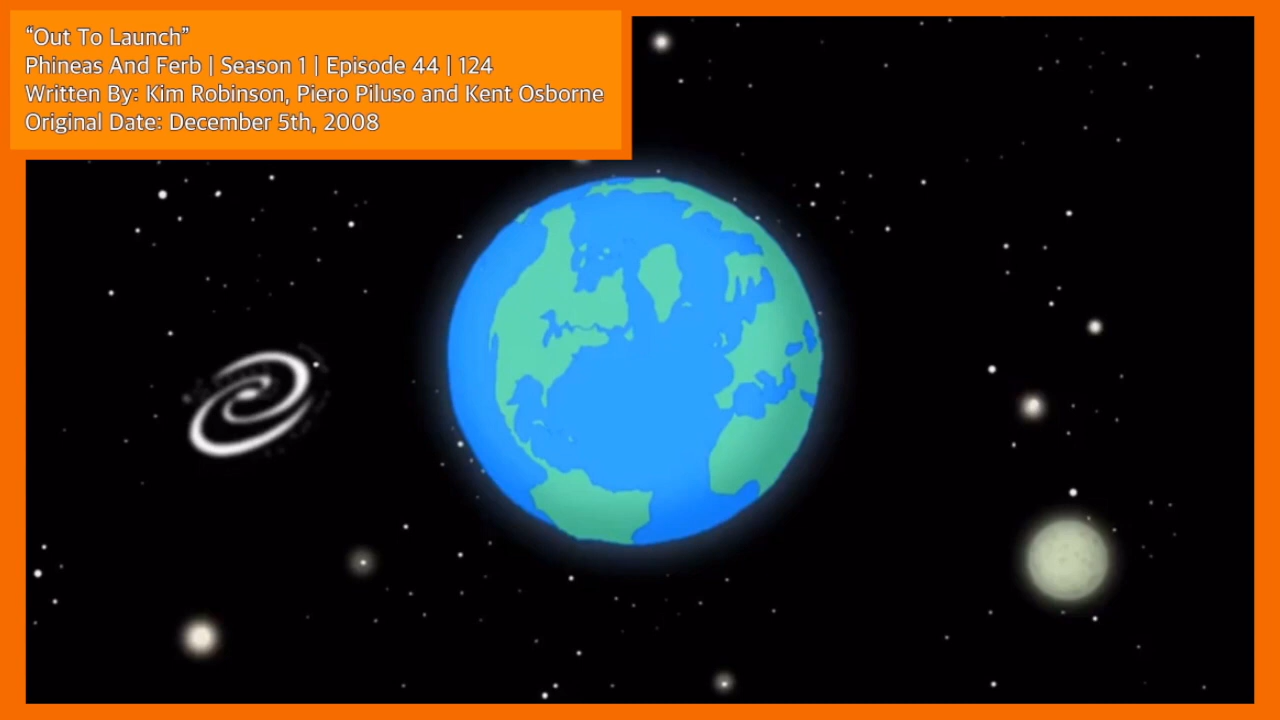 “Out To Launch”
Phineas And Ferb | Season 1 | Episode 44 | 124
Written By: Kim Robinson, Piero Piluso and Kent Osborne
Original Date: December 5th, 2008